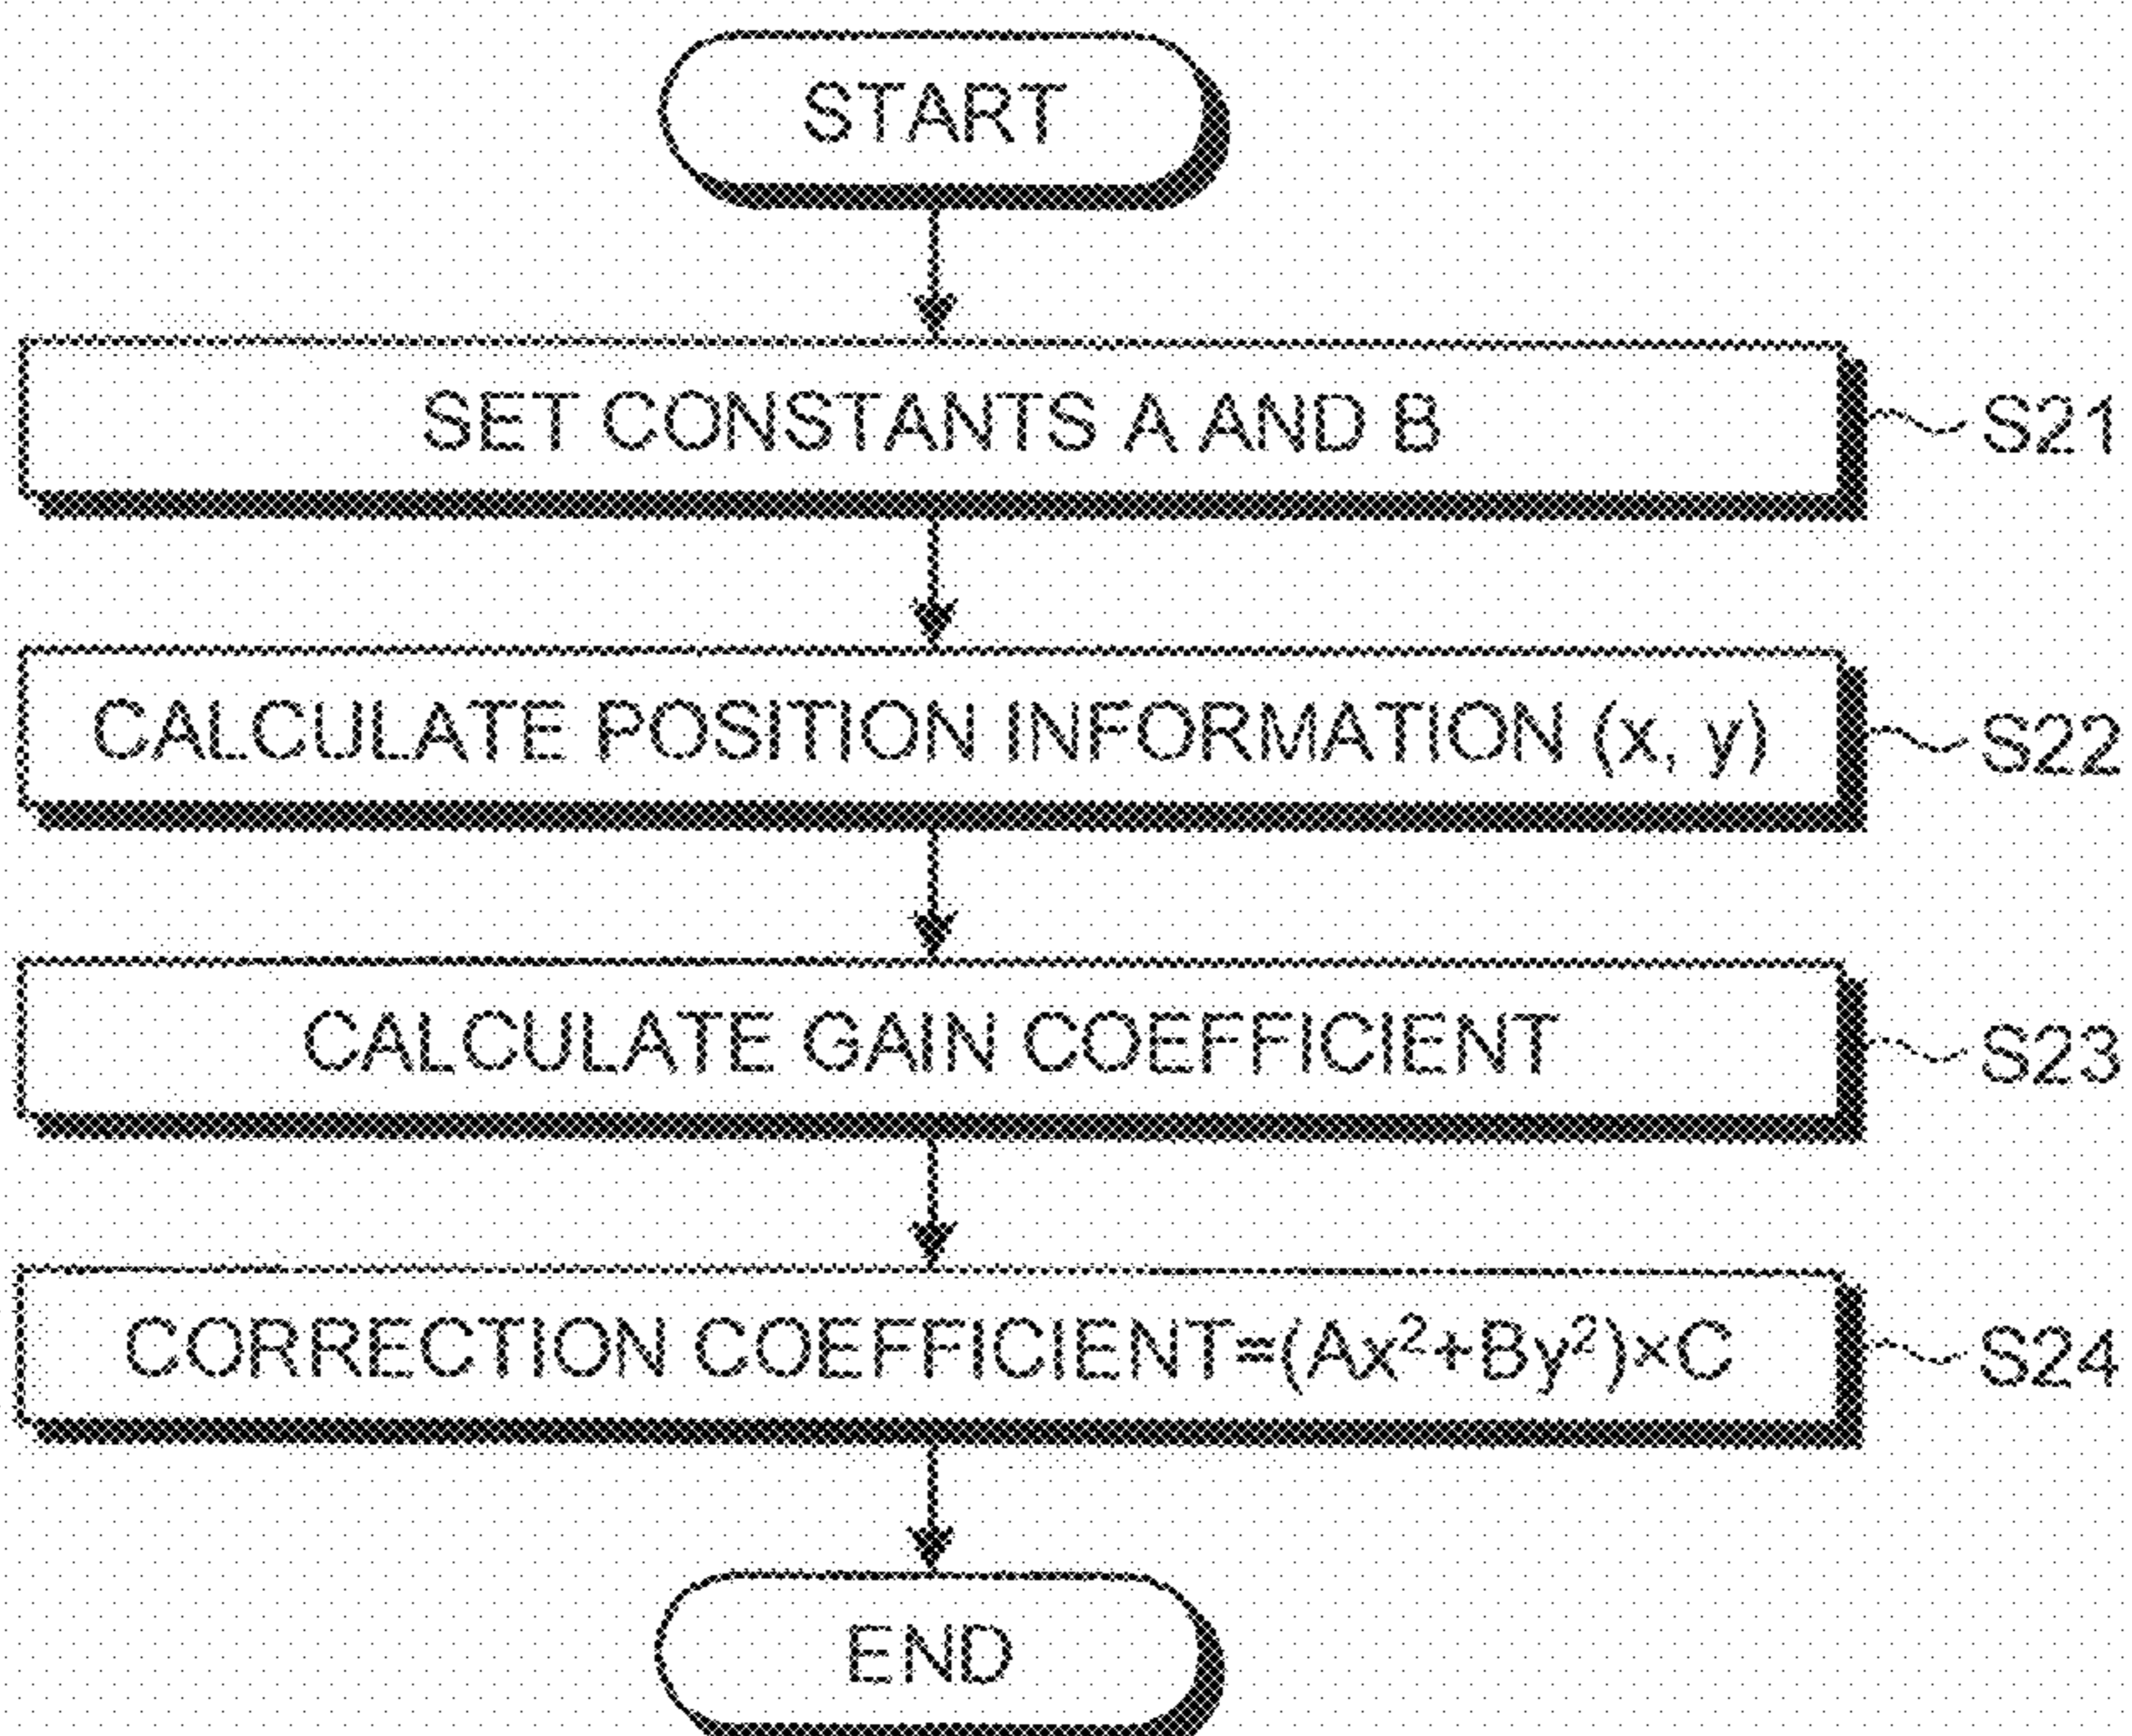 START
SET CONSTANTS A AND B
S21
CALCULATE POSITION INFORMATION (x, y)
S22
CALCULATE GAIN COEFFICIENT
S23
CORRECTION COEFFICIENT=(Ax²+By²)×C
S24
END